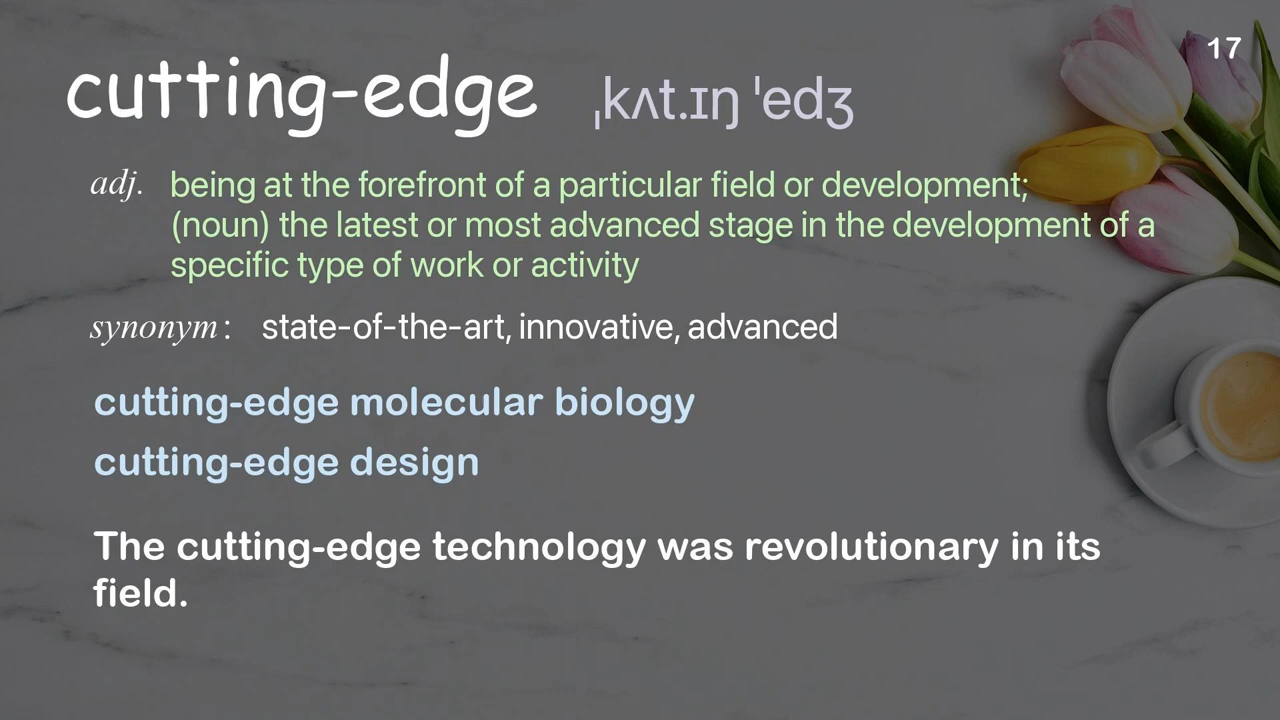 17
cutting-edge ˌkʌt.ɪŋ ˈedʒ
adj. being at the forefront of a particular field or development;
(noun) the latest or most advanced stage in the development of a
specific type of work or activity
synonym: state-of-the-art, innovative, advanced
cutting-edge molecular biology
cutting-edge design
The cutting-edge technology was revolutionary in its
field.